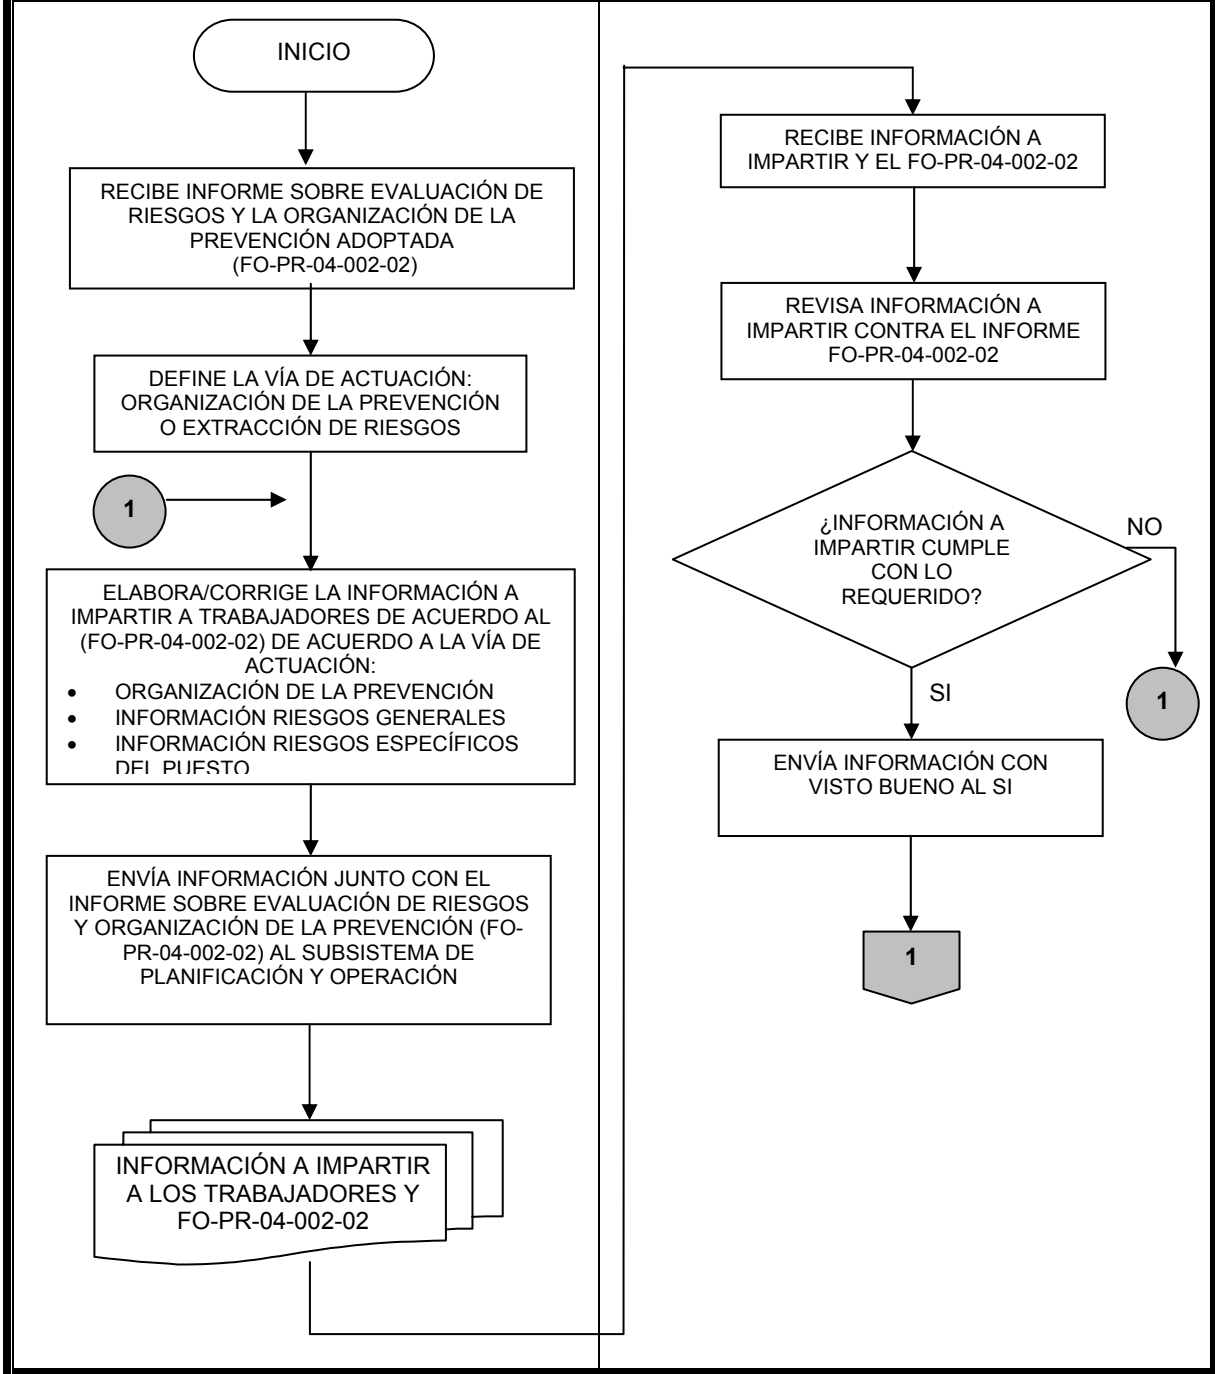 INICIO
RECIBE INFORME SOBRE EVALUACIÓN DE
RIESGOS Y LA ORGANIZACIÓN DE LA
PREVENCIÓN ADOPTADA
(FO-PR-04-002-02)
DEFINE LA VÍA DE ACTUACIÓN:
ORGANIZACIÓN DE LA PREVENCIÓN
O EXTRACCIÓN DE RIESGOS
1
ELABORA/CORRIGE LA INFORMACIÓN A
IMPARTIR A TRABAJADORES DE ACUERDO AL
(FO-PR-04-002-02) DE ACUERDO A LA VÍA DE
ACTUACIÓN:
• ORGANIZACIÓN DE LA PREVENCIÓN
• INFORMACIÓN RIESGOS GENERALES
• INFORMACIÓN RIESGOS ESPECÍFICOS
DEL PUESTO
ENVÍA INFORMACIÓN JUNTO CON EL
INFORME SOBRE EVALUACIÓN DE RIESGOS
Y ORGANIZACIÓN DE LA PREVENCIÓN (FO-
PR-04-002-02) AL SUBSISTEMA DE
PLANIFICACIÓN Y OPERACIÓN
INFORMACIÓN A IMPARTIR
A LOS TRABAJADORES Y
FO-PR-04-002-02
RECIBE INFORMACIÓN A
IMPARTIR Y EL FO-PR-04-002-02
REVISA INFORMACIÓN A
IMPARTIR CONTRA EL INFORME
FO-PR-04-002-02
¿INFORMACIÓN A
IMPARTIR CUMPLE
CON LO
REQUERIDO?
NO
1
SI
ENVÍA INFORMACIÓN CON
VISTO BUENO AL SI
1